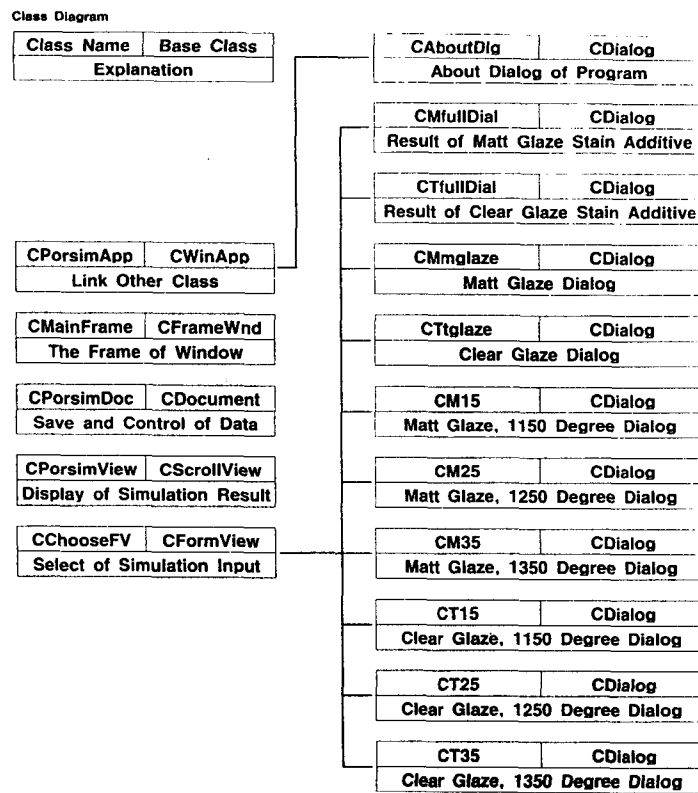 Class Diagram
Class Name Base Class
Explanation
CPorsimApp CWinApp
Link Other Class
CMainFrame CFrameWnd
The Frame of Window
CPorsimDoc CDocument
Save and Control of Data
CPorsimView CScrollView
Display of Simulation Result
CChooseFV CFormView
Select of Simulation Input
CAboutDlg CDialog
About Dialog of Program
CMfullDial CDialog
Result of Matt Glaze Stain Additive
CTfullDial CDialog
Result of Clear Glaze Stain Additive
CMmglaze CDialog
Matt Glaze Dialog
CTtglaze CDialog
Clear Glaze Dialog
CM15 CDialog
Matt Glaze, 1150 Degree Dialog
CM25 CDialog
Matt Glaze, 1250 Degree Dialog
CM35 CDialog
Matt Glaze, 1350 Degree Dialog
CT15 CDialog
Clear Glaze, 1150 Degree Dialog
CT25 CDialog
Clear Glaze, 1250 Degree Dialog
CT35 CDialog
Clear Glaze, 1350 Degree Dialog